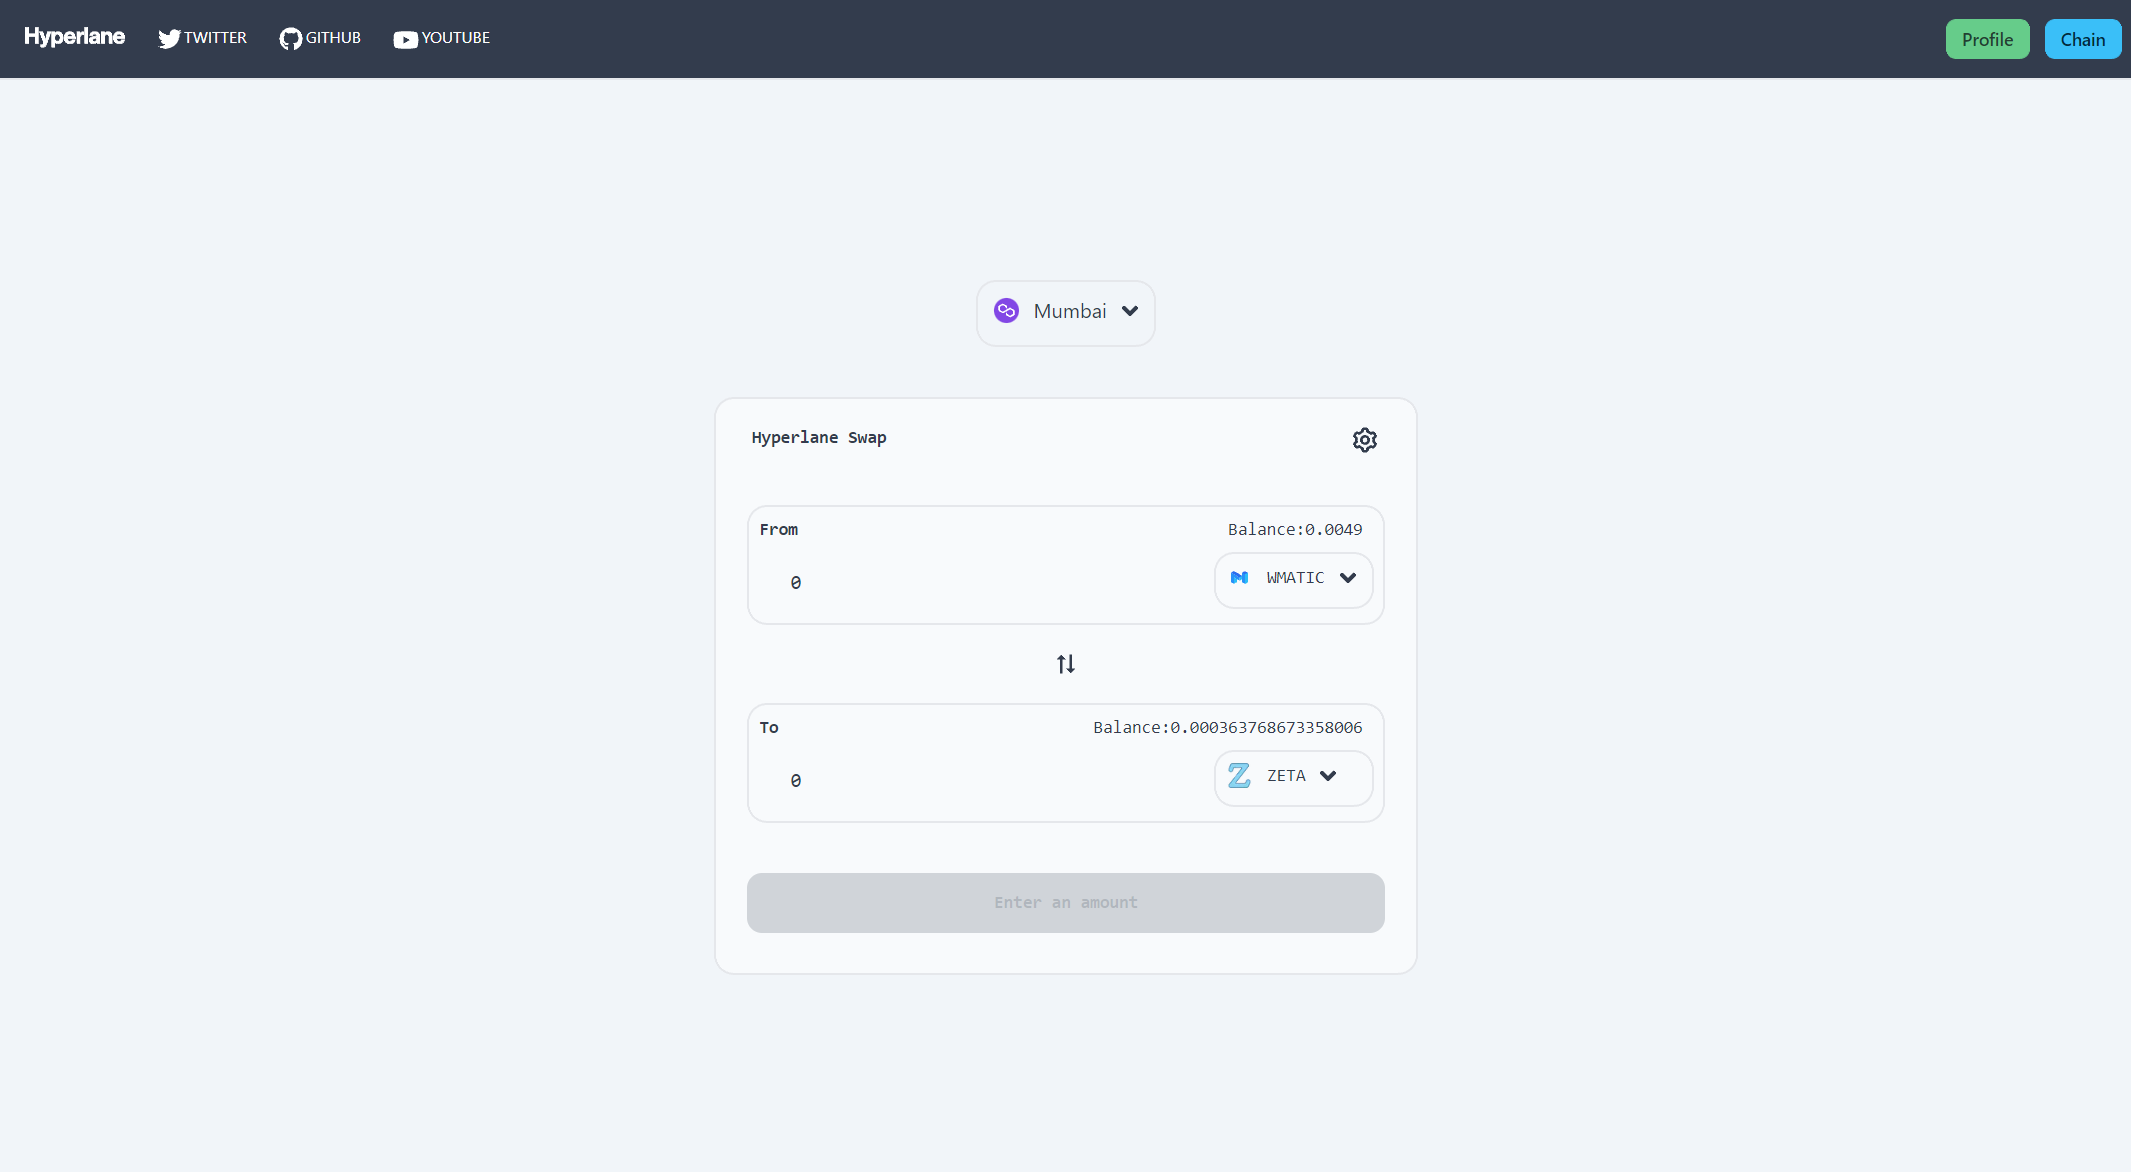 Hyperlane TWITTER GITHUB YOUTUBE Profile Chain
Mumbai
Hyperlane Swap
From Balance:0.0049
0 WMATIC
To Balance:0.000363768673358006
0 ZETA
Enter an amount